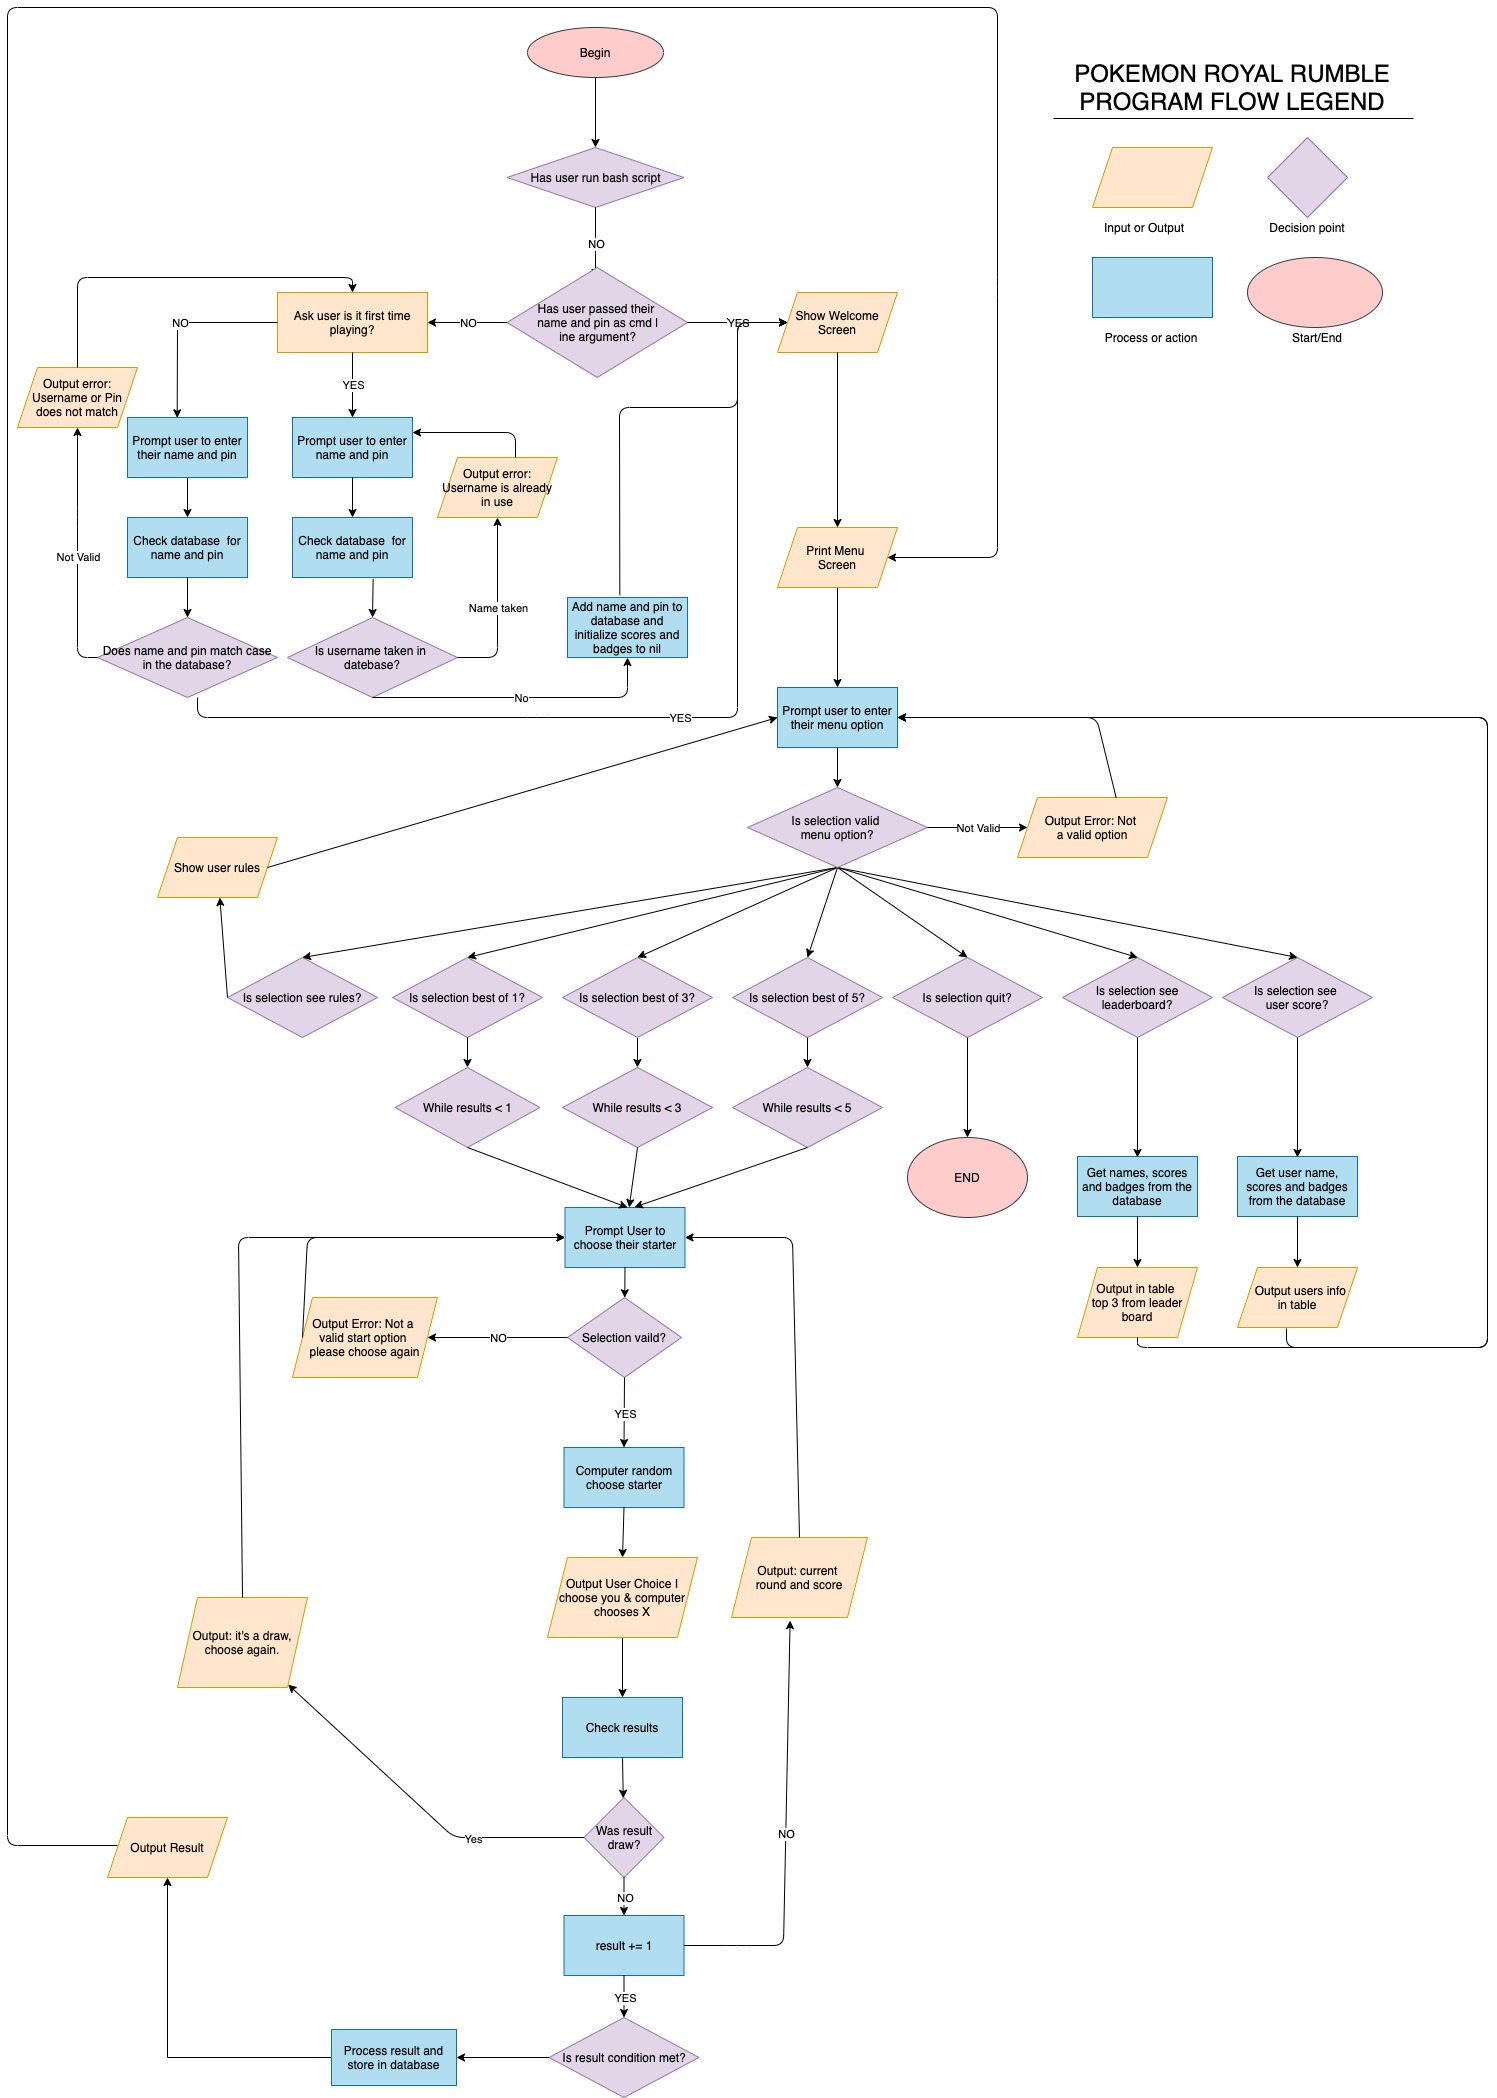 Begin
POKEMON ROYAL RUMBLE
PROGRAM FLOW LEGEND
Has user run bash script
Input or Output
Decision point
NO
Process or action
Start/End
Has user passed their
name and pin as cmd l
ine argument?
NO
YES
Ask user is it first time
playing?
NO
YES
Show Welcome
Screen
Output error:
Username or Pin
does not match
Prompt user to enter
their name and pin
Prompt user to enter
name and pin
Output error:
Username is already
in use
Check database  for
name and pin
Check database  for
name and pin
Not Valid
Name taken
Print Menu
Screen
Add name and pin to
database and
initialize scores and
badges to nil
Does name and pin match case
in the database?
Is username taken in
datebase?
No
YES
Prompt user to enter
their menu option
Is selection valid
menu option?
Not Valid
Output Error: Not
a valid option
Show user rules
Is selection see rules?
Is selection best of 1?
Is selection best of 3?
Is selection best of 5?
Is selection quit?
Is selection see
leaderboard?
Is selection see
user score?
While results < 1
While results < 3
While results < 5
END
Get names, scores
and badges from the
database
Get user name,
scores and badges
from the database
Prompt User to
choose their starter
Output in table
top 3 from leader
board
Output users info
in table
Output Error: Not a
valid start option
please choose again
NO
Selection vaild?
YES
Computer random
choose starter
Output User Choice I
choose you & computer
chooses X
Output: current
round and score
Output: it's a draw,
choose again.
Check results
Was result
draw?
Yes
NO
NO
Output Result
result += 1
YES
Is result condition met?
Process result and
store in database